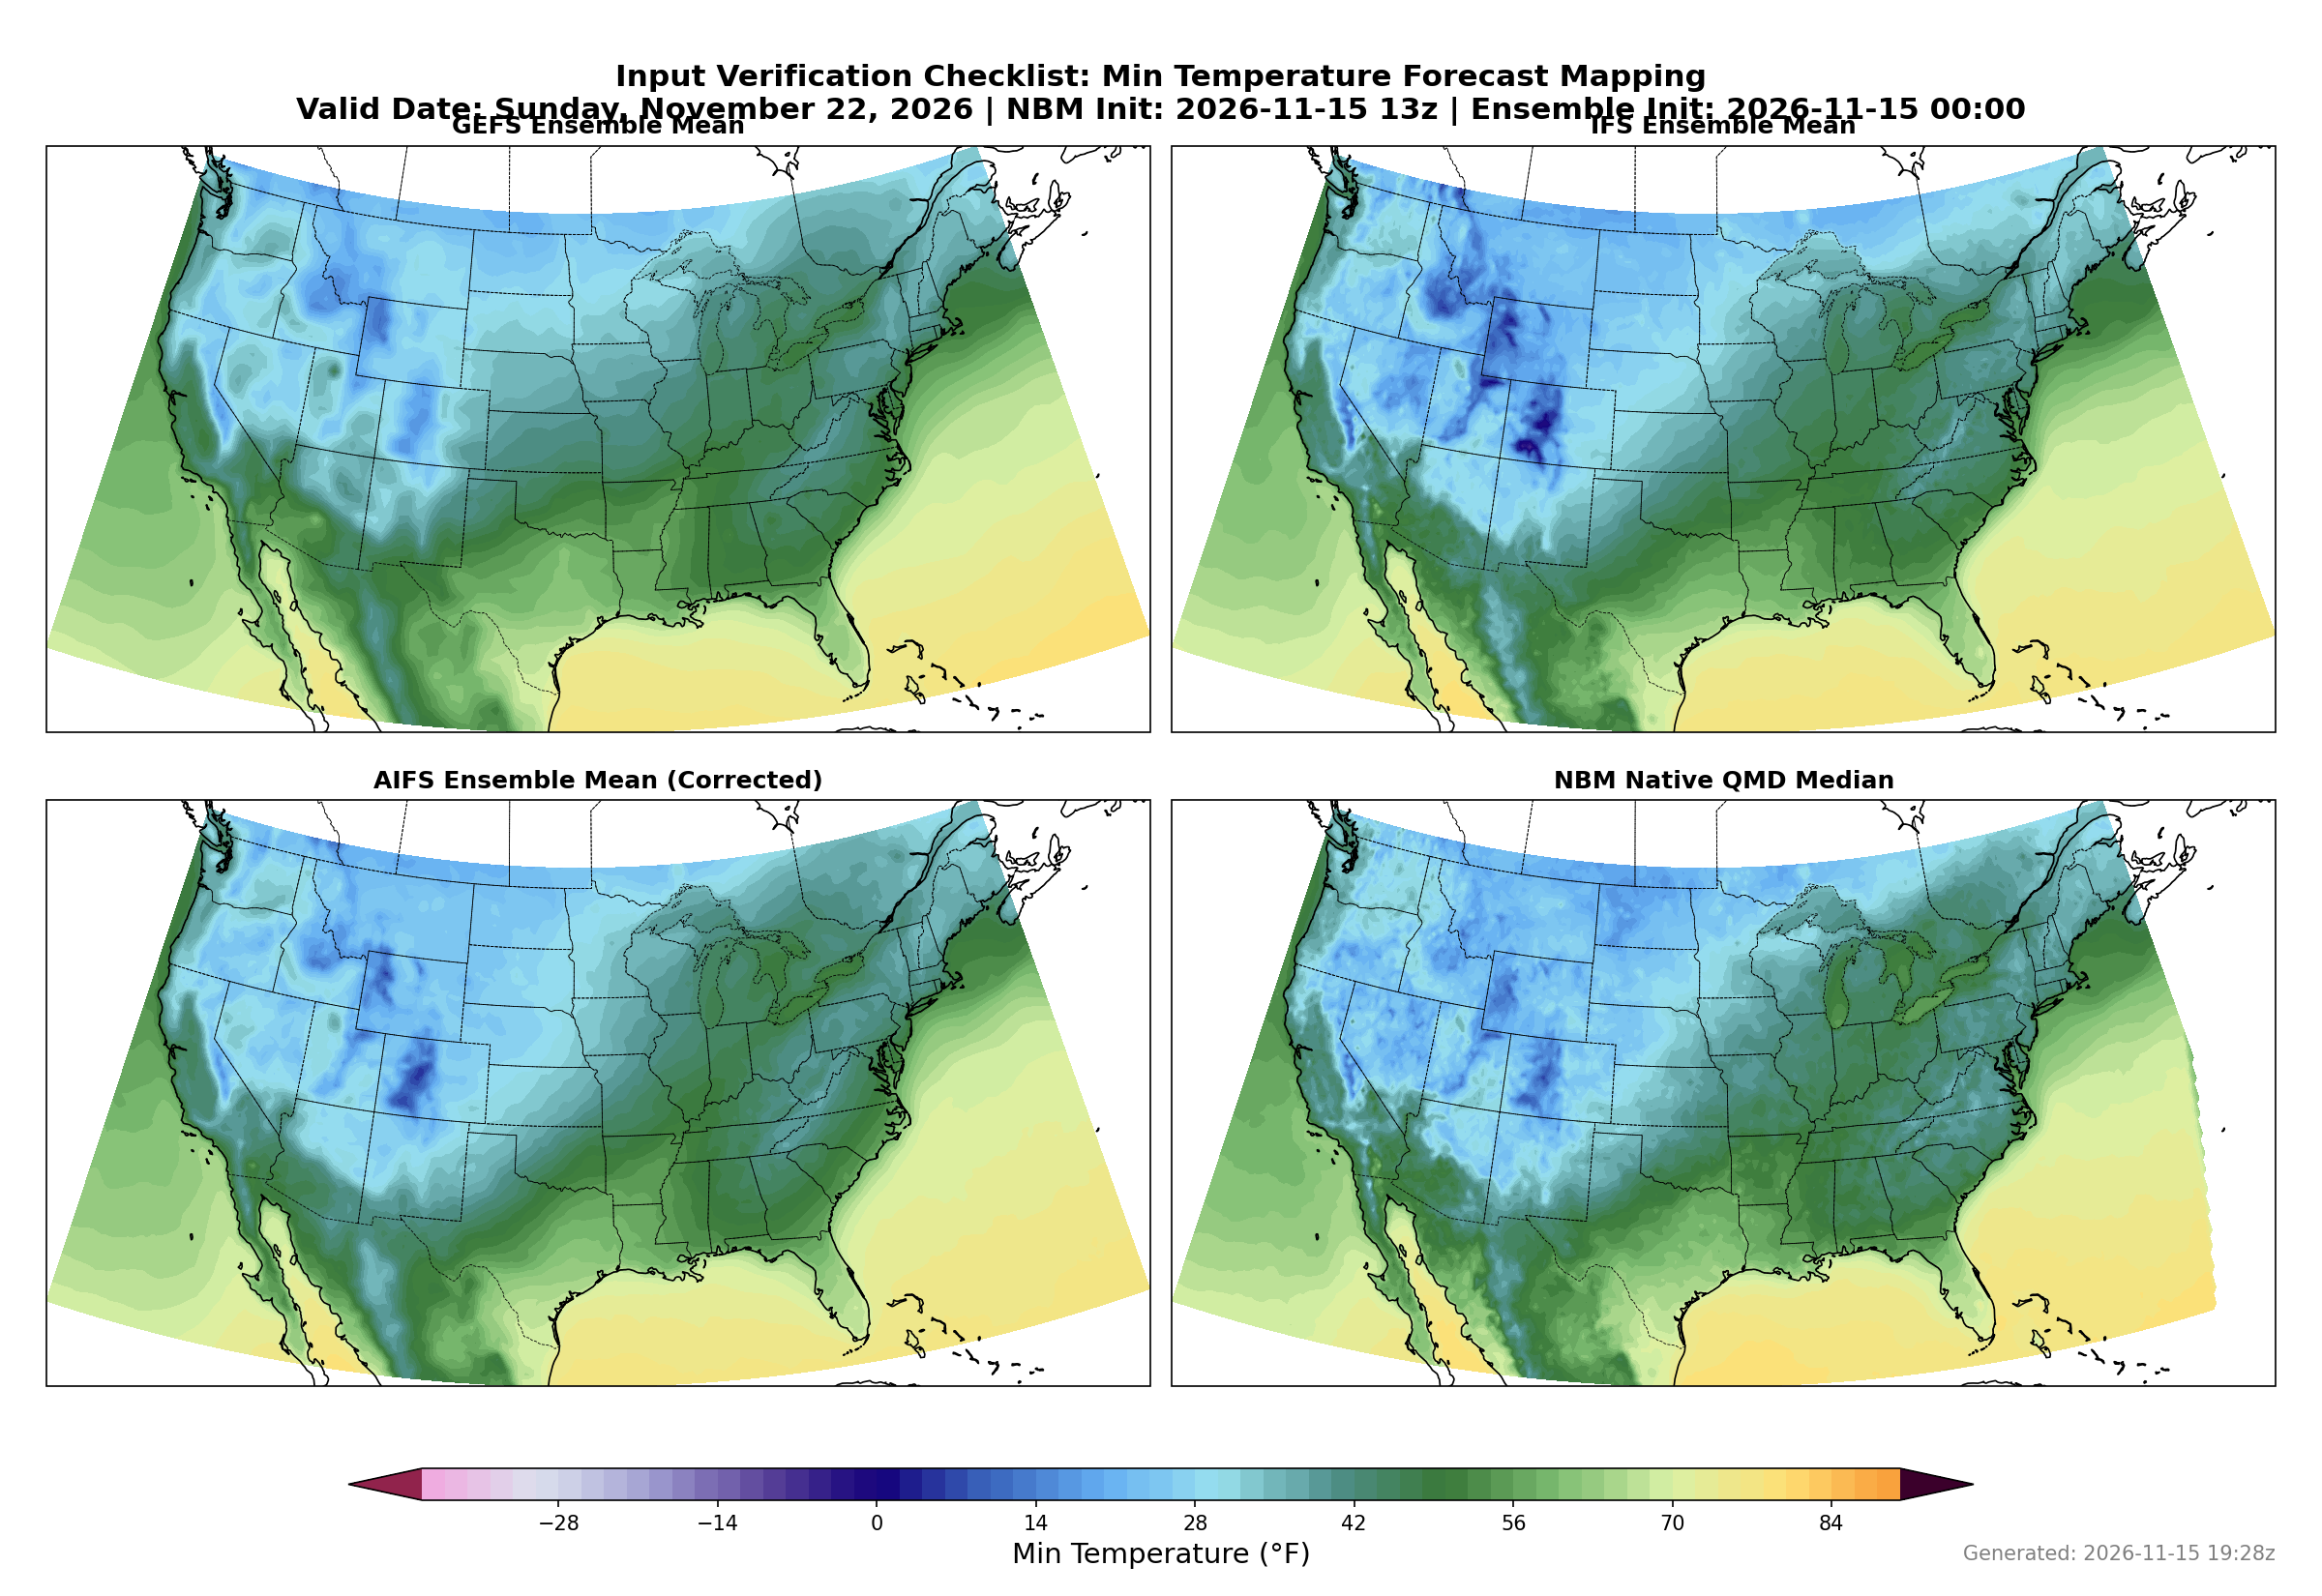 Input Verification Checklist: Min Temperature Forecast Mapping
Valid Date: Sunday, November 22, 2026 | NBM Init: 2026-11-15 13z | Ensemble Init: 2026-11-15 00:00
GEFS Ensemble Mean
IFS Ensemble Mean
AIFS Ensemble Mean (Corrected)
NBM Native QMD Median
−28 −14 0 14 28 42 56 70 84
Min Temperature (°F)
Generated: 2026-11-15 19:28z